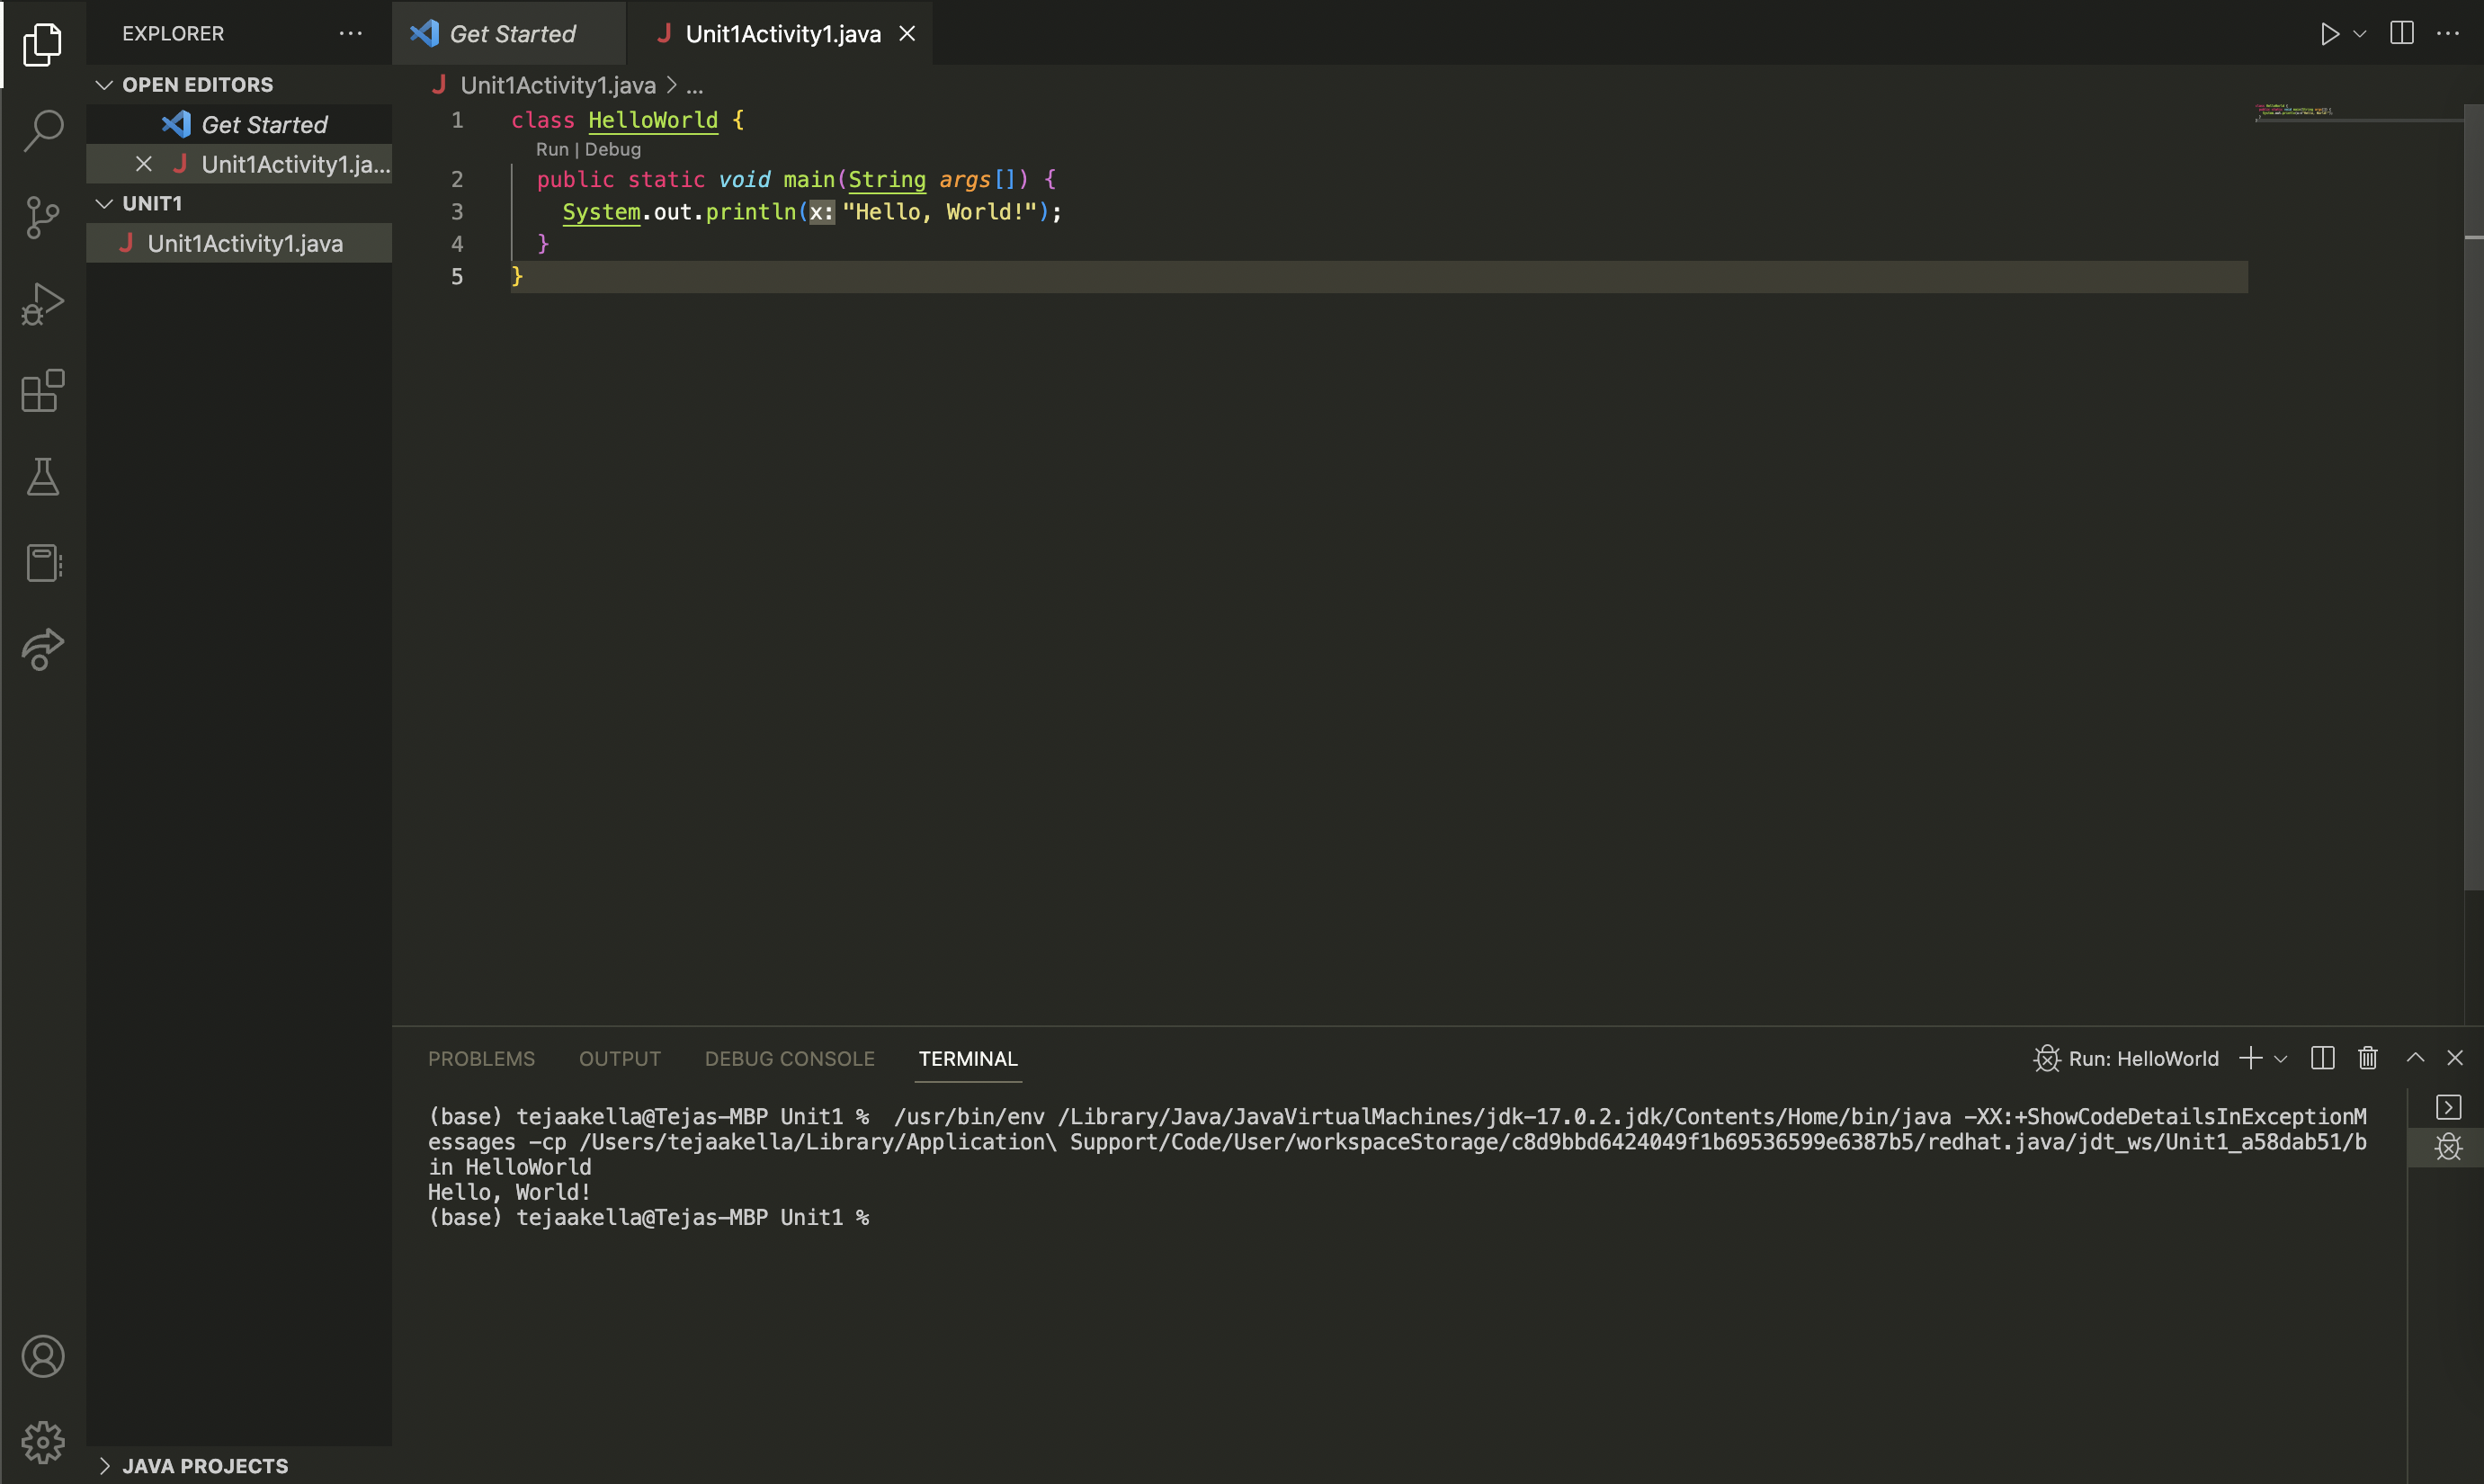 EXPLORER
OPEN EDITORS
Get Started
Unit1Activity1.ja...
UNIT1
Unit1Activity1.java
JAVA PROJECTS
Get Started
Unit1Activity1.java
Unit1Activity1.java > ...
1 class HelloWorld {
Run | Debug
2 public static void main(String args[]) {
3 System.out.println(x: "Hello, World!");
4 }
5 }
PROBLEMS OUTPUT DEBUG CONSOLE TERMINAL
Run: HelloWorld
(base) tejaakella@Tejas-MBP Unit1 %  /usr/bin/env /Library/Java/JavaVirtualMachines/jdk-17.0.2.jdk/Contents/Home/bin/java -XX:+ShowCodeDetailsInExceptionM
essages -cp /Users/tejaakella/Library/Application\ Support/Code/User/workspaceStorage/c8d9bbd6424049f1b69536599e6387b5/redhat.java/jdt_ws/Unit1_a58dab51/b
in HelloWorld
Hello, World!
(base) tejaakella@Tejas-MBP Unit1 %